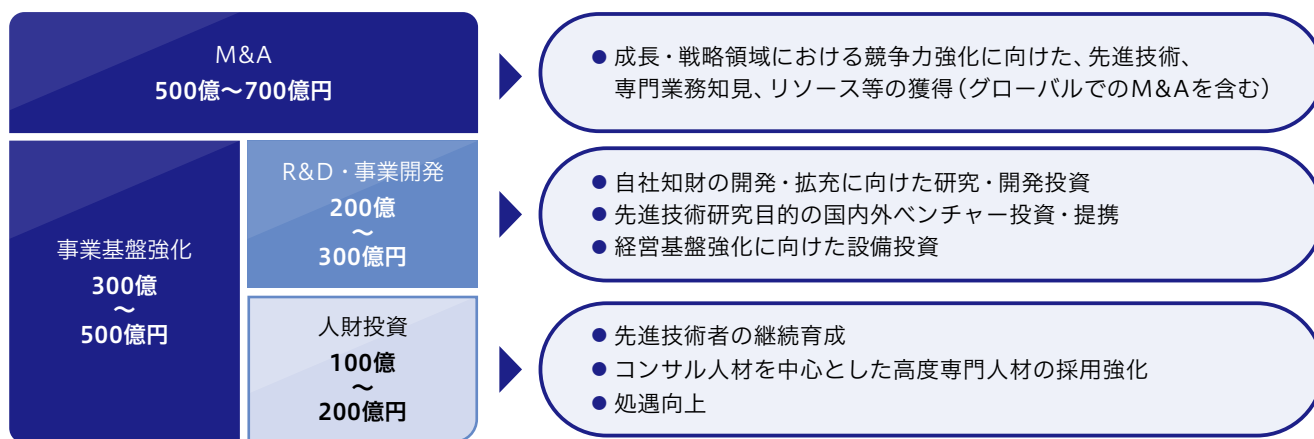 M&A
500億～700億円
● 成長・戦略領域における競争力強化に向けた、先進技術、
専門業務知見、リソース等の獲得（グローバルでのM&Aを含む）
事業基盤強化
300億
～
500億円
R&D・事業開発
200億
～
300億円
● 自社知財の開発・拡充に向けた研究・開発投資
● 先進技術研究目的の国内外ベンチャー投資・提携
● 経営基盤強化に向けた設備投資
人財投資
100億
～
200億円
● 先進技術者の継続育成
● コンサル人材を中心とした高度専門人材の採用強化
● 処遇向上